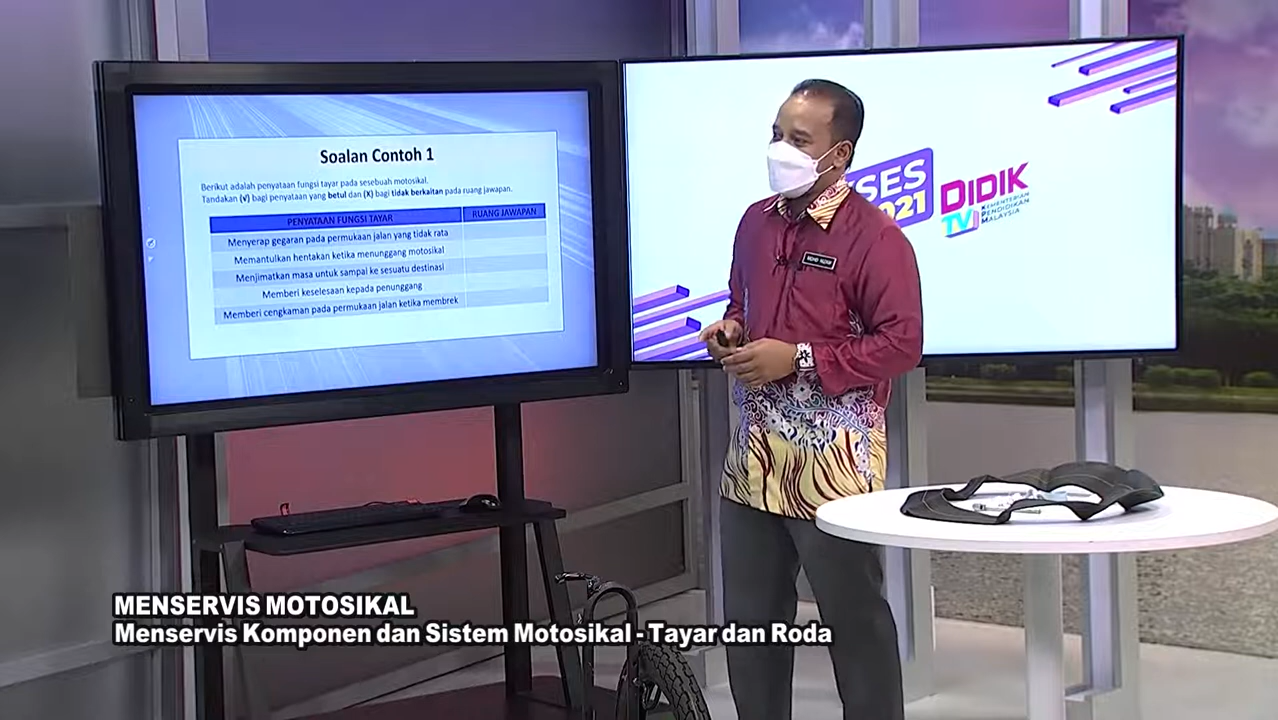 Soalan Contoh 1
Berikut adalah penyataan fungsi tayar pada sesebuah motosikal.
Tandakan (√) bagi penyataan yang betul dan (X) bagi tidak berkaitan pada ruang jawapan.
PENYATAAN FUNGSI TAYAR RUANG JAWAPAN
Menyerap gegaran pada permukaan jalan yang tidak rata
Memantulkan hentakan ketika menunggang motosikal
Menjimatkan masa untuk sampai ke sesuatu destinasi
Memberi keselesaan kepada penunggang
Memberi cengkaman pada permukaan jalan ketika membrek
DIDIK
TV
KEMENTERIAN
PENDIDIKAN
MALAYSIA
MENSERVIS MOTOSIKAL
Menservis Komponen dan Sistem Motosikal - Tayar dan Roda